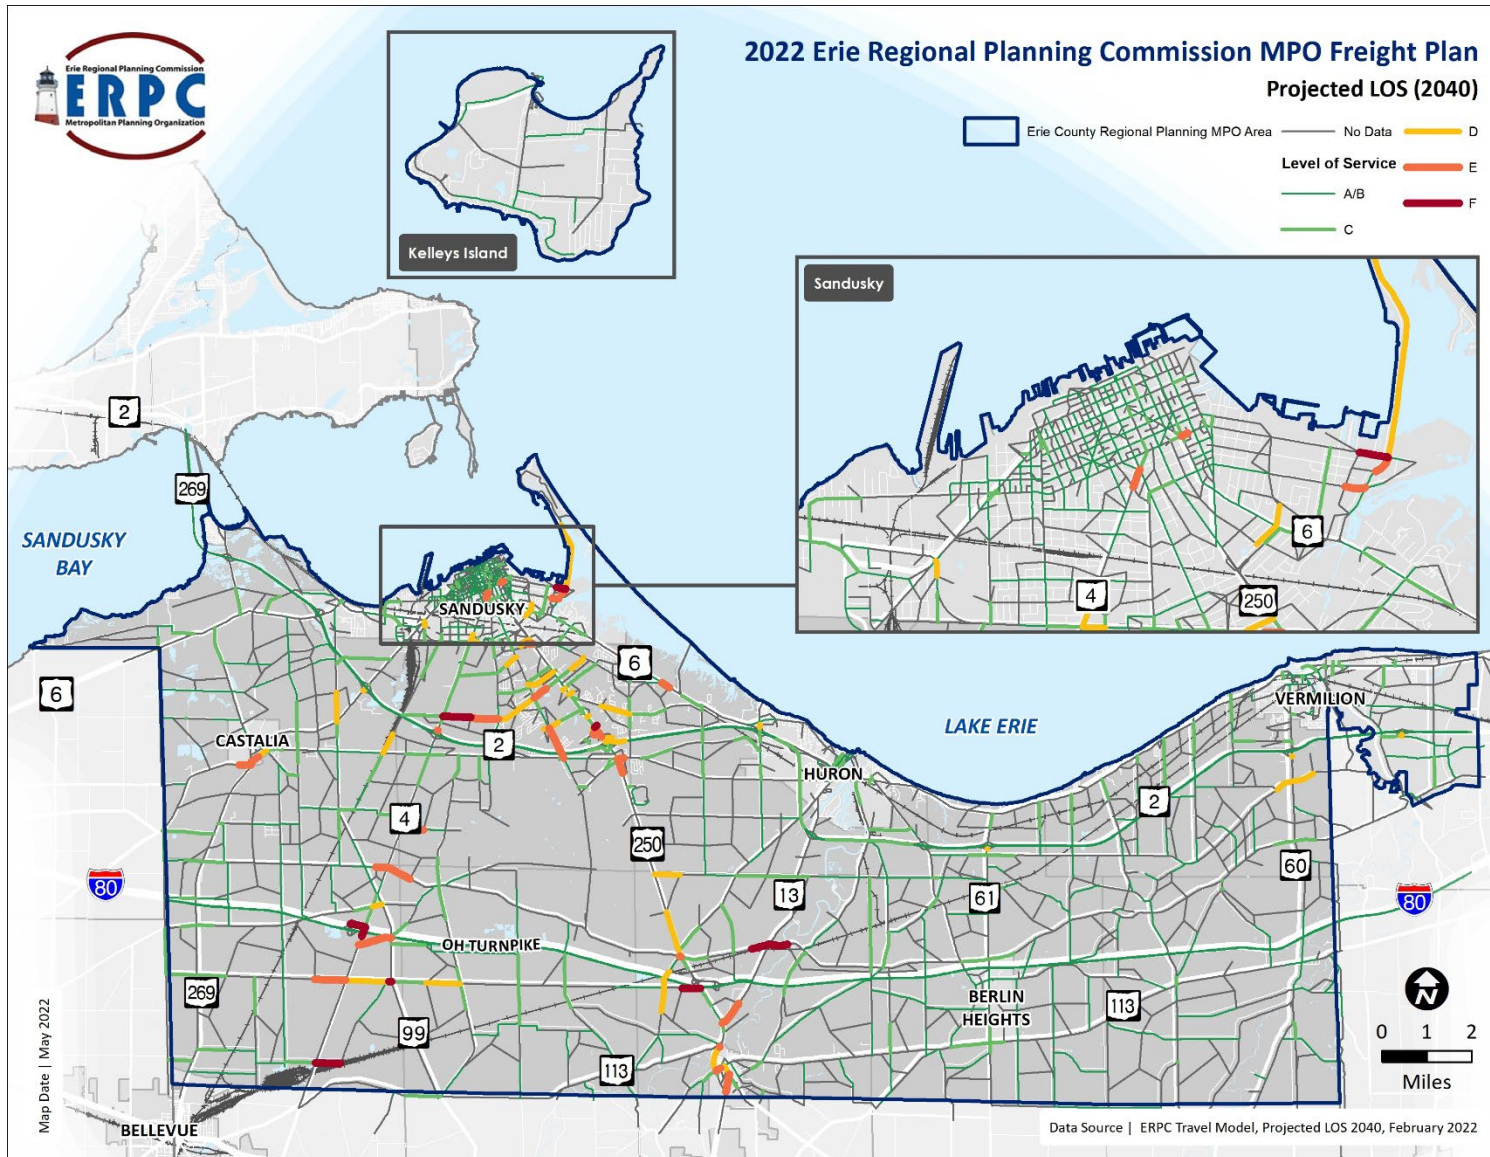 Erie Regional Planning Commission
ERPC
Metropolitan Planning Organization
2022 Erie Regional Planning Commission MPO Freight Plan
Projected LOS (2040)
Erie County Regional Planning MPO Area
No Data
D
Level of Service
E
A/B
F
C
Kelleys Island
Sandusky
6
4
250
2
269
SANDUSKY
BAY
SANDUSKY
6
6
LAKE ERIE
VERMILION
CASTALIA
2
HURON
2
4
250
60
80
13
61
80
OH TURNPIKE
269
BERLIN
HEIGHTS
113
N
99
113
0 1 2
Miles
BELLEVUE
Map Date | May 2022
Data Source | ERPC Travel Model, Projected LOS 2040, February 2022